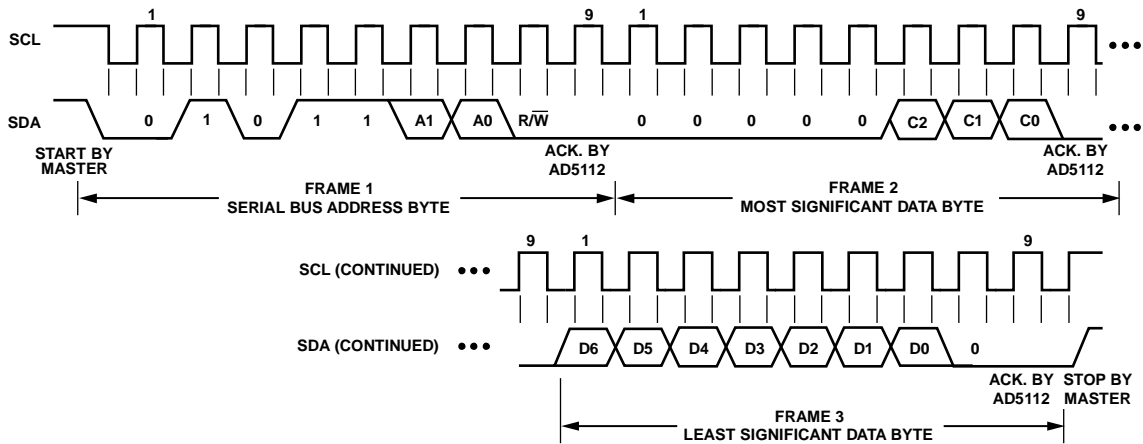 1 9 1 9
SCL
SDA 0 1 0 1 1 A1 A0 R/W̅ 0 0 0 0 0 C2 C1 C0
START BY
MASTER
ACK. BY
AD5112
ACK. BY
AD5112
FRAME 1
SERIAL BUS ADDRESS BYTE
FRAME 2
MOST SIGNIFICANT DATA BYTE
9 1 9
SCL (CONTINUED)
SDA (CONTINUED) D6 D5 D4 D3 D2 D1 D0 0
ACK. BY
AD5112
STOP BY
MASTER
FRAME 3
LEAST SIGNIFICANT DATA BYTE